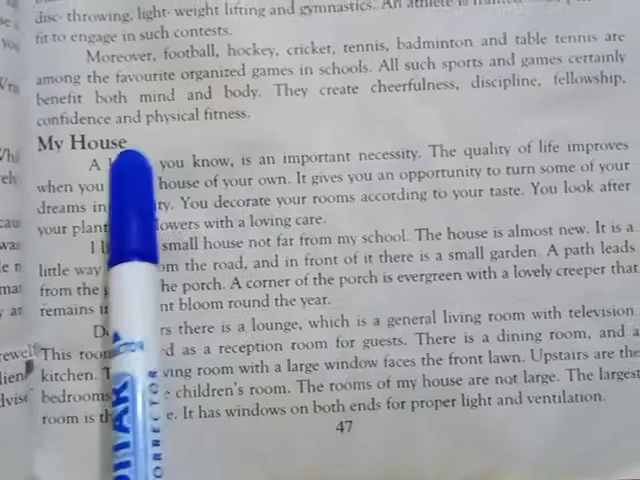 disc- throwing, light- weight lifting and gymnastics. An athlete is
fit to engage in such contests.
Moreover, football, hockey, cricket, tennis, badminton and table tennis are
among the favourite organized games in schools. All such sports and games certainly
benefit both mind and body. They create cheerfulness, discipline, fellowship,
confidence and physical fitness.
My House
A you know, is an important necessity. The quality of life improves
when you house of your own. It gives you an opportunity to turn some of your
dreams in ty. You decorate your rooms according to your taste. You look after
your plant lowers with a loving care.
I small house not far from my school. The house is almost new. It is a
little way om the road, and in front of it there is a small garden. A path leads
from the he porch. A corner of the porch is evergreen with a lovely creeper that
remains i nt bloom round the year.
D rs there is a lounge, which is a general living room with television
This room d as a reception room for guests. There is a dining room, and a
kitchen. T ving room with a large window faces the front lawn. Upstairs are the
bedrooms children's room. The rooms of my house are not large. The largest
room is th e. It has windows on both ends for proper light and ventilation.
47
CORRECTOR